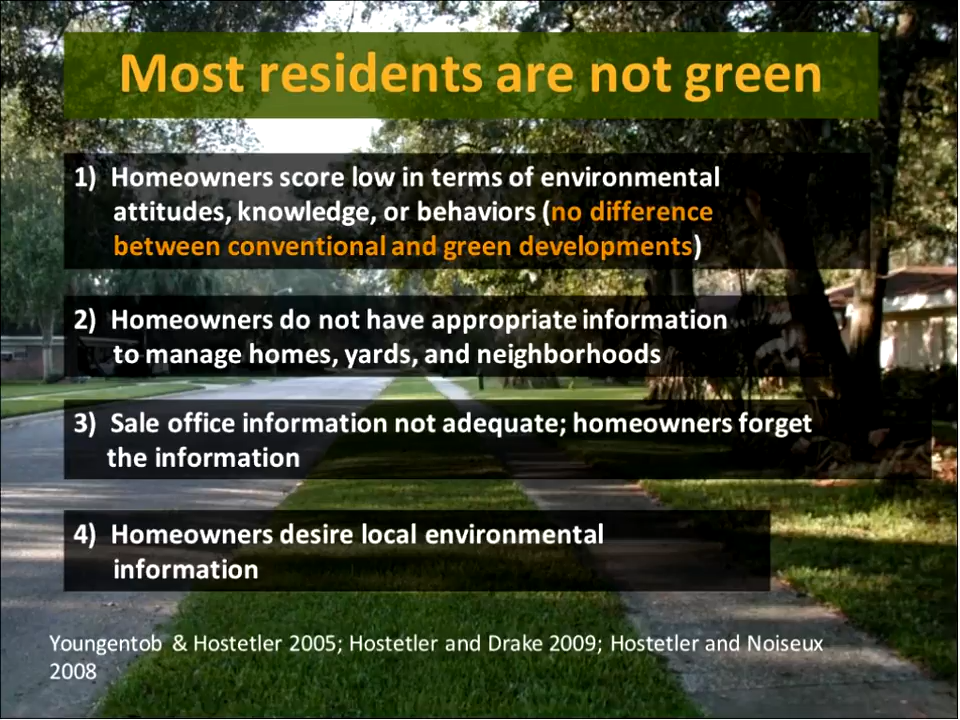 Most residents are not green
1) Homeowners score low in terms of environmental
attitudes, knowledge, or behaviors (no difference
between conventional and green developments)
2) Homeowners do not have appropriate information
to manage homes, yards, and neighborhoods
3) Sale office information not adequate; homeowners forget
the information
4) Homeowners desire local environmental
information
Youngentob & Hostetler 2005; Hostetler and Drake 2009; Hostetler and Noiseux
2008